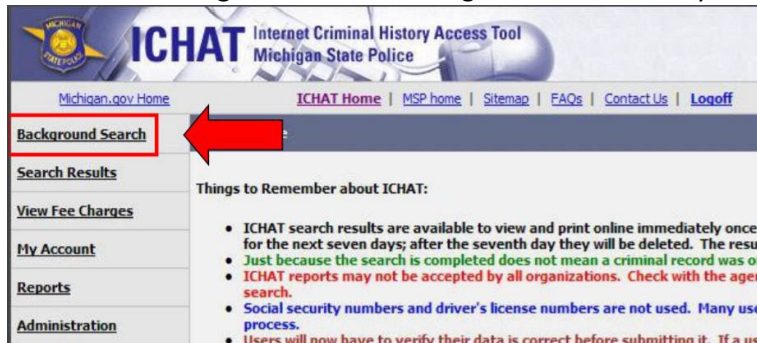 MICHIGAN
STATE POLICE
ICHAT Internet Criminal History Access Tool
Michigan State Police
Michigan.gov Home
ICHAT Home | MSP home | Sitemap | FAQs | Contact Us | Logoff
Background Search
Search Results
View Fee Charges
My Account
Reports
Administration
Things to Remember about ICHAT:
• ICHAT search results are available to view and print online immediately once
for the next seven days; after the seventh day they will be deleted. The resu
• Just because the search is completed does not mean a criminal record was o
• ICHAT reports may not be accepted by all organizations. Check with the agen
search.
• Social security numbers and driver's license numbers are not used. Many use
process.
• Users will now have to verify their data is correct before submitting it. If a us